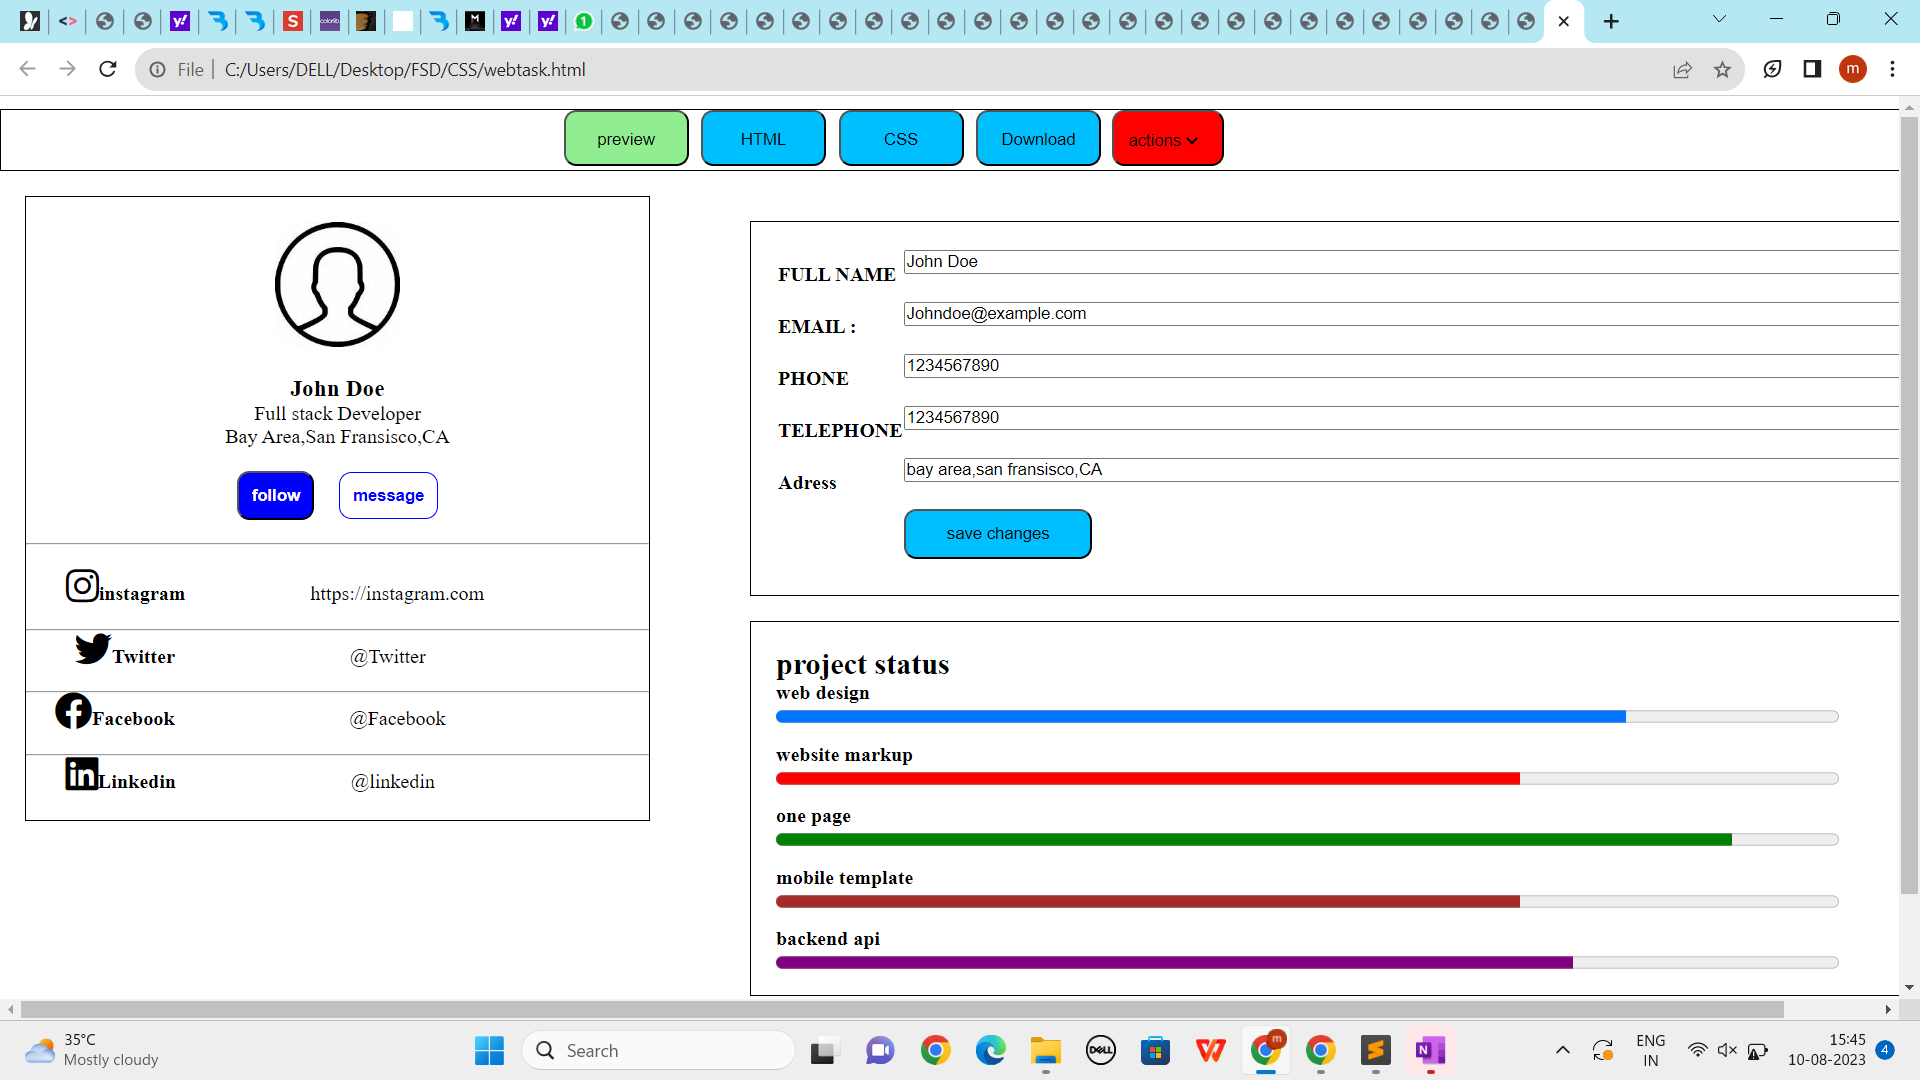 File
C:/Users/DELL/Desktop/FSD/CSS/webtask.html
m
preview
HTML
CSS
Download
actions
John Doe
Full stack Developer
Bay Area,San Fransisco,CA
follow
message
instagram
https://instagram.com
Twitter
@Twitter
Facebook
@Facebook
Linkedin
@linkedin
FULL NAME
John Doe
EMAIL :
Johndoe@example.com
PHONE
1234567890
TELEPHONE
1234567890
Adress
bay area,san fransisco,CA
save changes
project status
web design
website markup
one page
mobile template
backend api
35°C
Mostly cloudy
Search
DELL
m
ENG
IN
15:45
10-08-2023
4